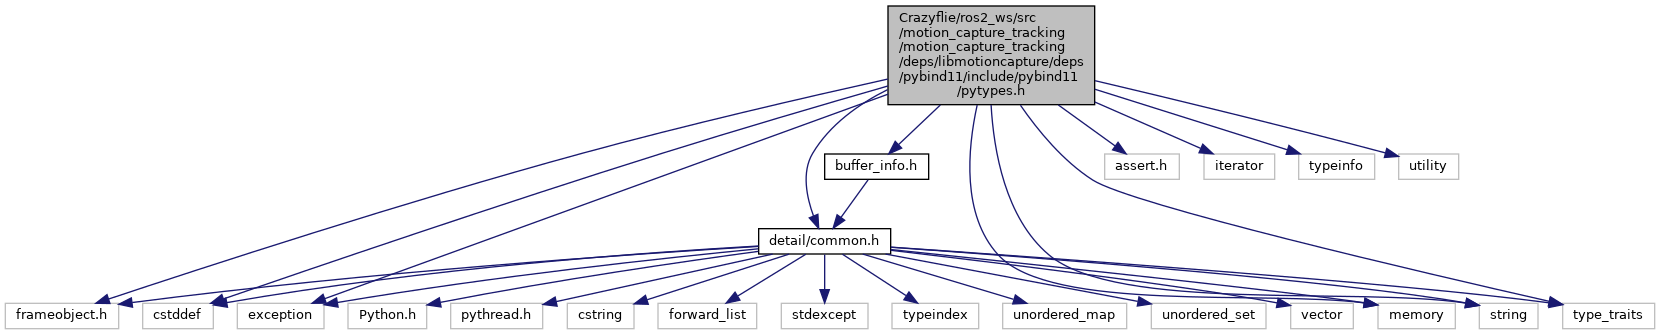 Crazyflie/ros2_ws/src
/motion_capture_tracking
/motion_capture_tracking
/deps/libmotioncapture/deps
/pybind11/include/pybind11
/pytypes.h
buffer_info.h
assert.h
iterator
typeinfo
utility
detail/common.h
frameobject.h
cstddef
exception
Python.h
pythread.h
cstring
forward_list
stdexcept
typeindex
unordered_map
unordered_set
vector
memory
string
type_traits